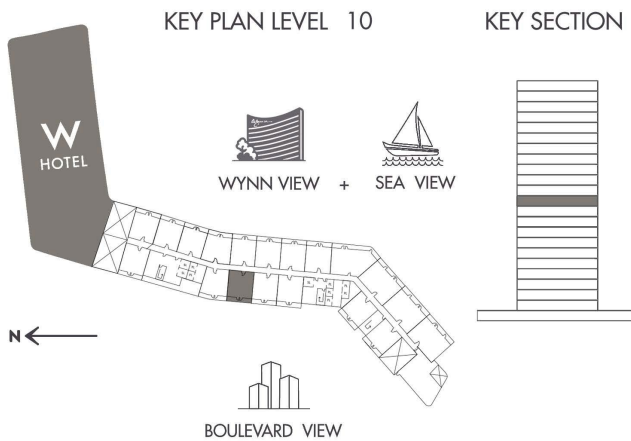 KEY PLAN LEVEL 10
KEY SECTION
W
HOTEL
WYNN VIEW + SEA VIEW
N
BOULEVARD VIEW